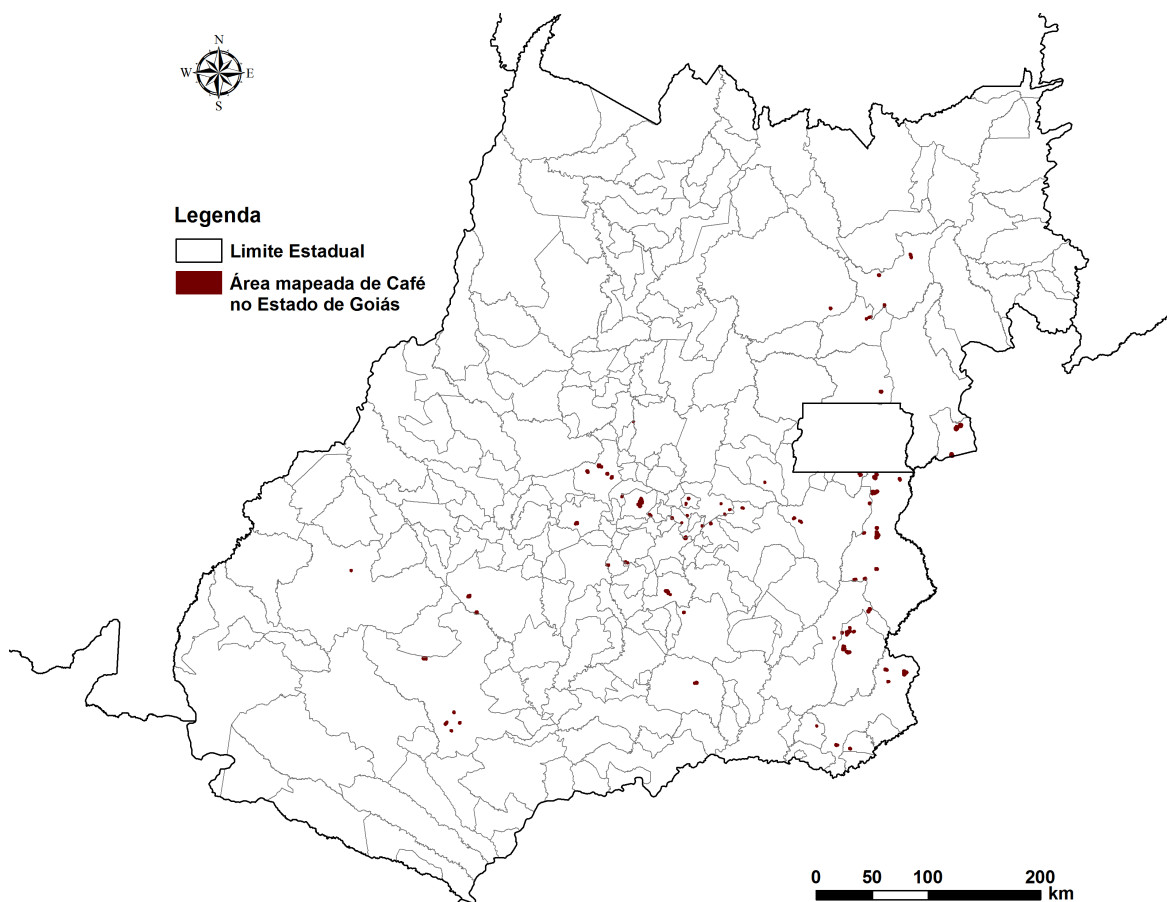 N
W E
S
Legenda
Limite Estadual
Área mapeada de Café
no Estado de Goiás
0 50 100 200
km